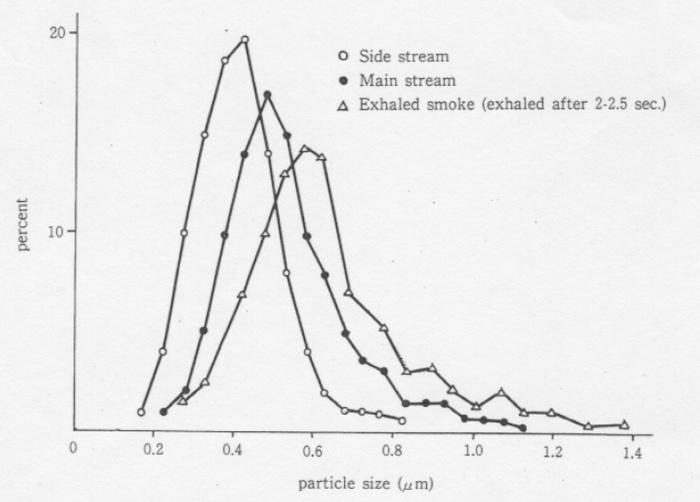 20
10
percent
Side stream
Main stream
Exhaled smoke (exhaled after 2-2.5 sec.)
0 0.2 0.4 0.6 0.8 1.0 1.2 1.4
particle size (μm)